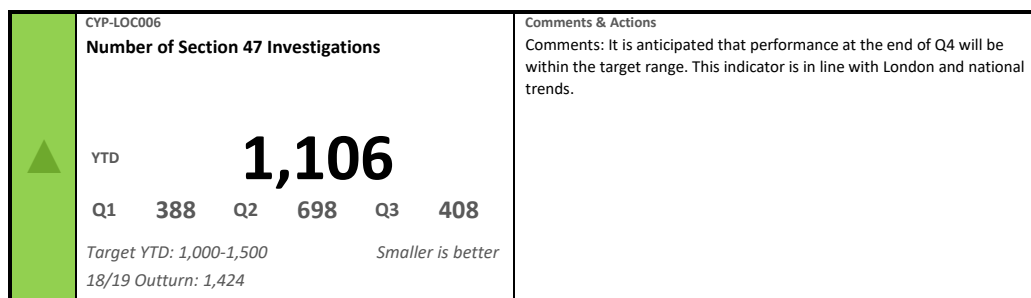 CYP-LOC006
Number of Section 47 Investigations
YTD 1,106
Q1 388 Q2 698 Q3 408
Target YTD: 1,000-1,500 Smaller is better
18/19 Outturn: 1,424
Comments & Actions
Comments: It is anticipated that performance at the end of Q4 will be
within the target range. This indicator is in line with London and national
trends.